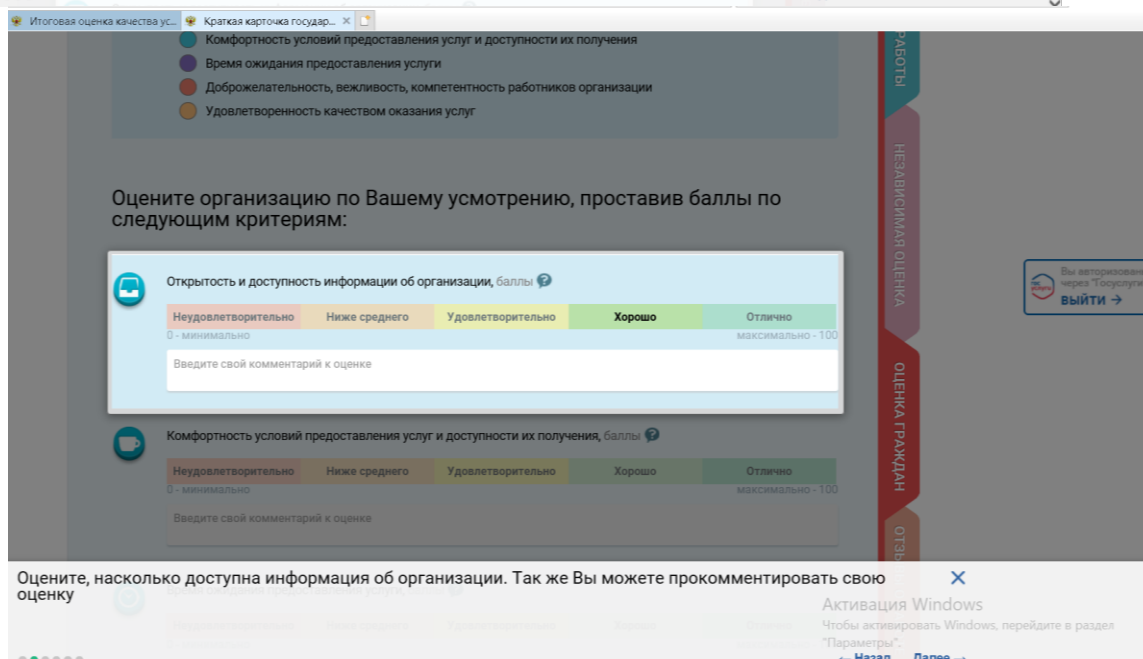 Итоговая оценка качества ус...
Краткая карточка государ...
Комфортность условий предоставления услуг и доступности их получения
Время ожидания предоставления услуги
Доброжелательность, вежливость, компетентность работников организации
Удовлетворенность качеством оказания услуг
РАБОТЫ
НЕЗАВИСИМАЯ ОЦЕНКА
ОЦЕНКА ГРАЖДАН
Оцените организацию по Вашему усмотрению, проставив баллы по
следующим критериям:
Открытость и доступность информации об организации, баллы ?
Неудовлетворительно Ниже среднего Удовлетворительно Хорошо Отлично
0 - минимально максимально - 100
Введите свой комментарий к оценке
Вы авторизован
через "Госуслуги
ВЫЙТИ →
Комфортность условий предоставления услуг и доступности их получения, баллы ?
Неудовлетворительно Ниже среднего Удовлетворительно Хорошо Отлично
0 - минимально максимально - 100
Введите свой комментарий к оценке
ОТЗЫ
Оцените, насколько доступна информация об организации. Так же Вы можете прокомментировать свою
оценку
Активация Windows
Чтобы активировать Windows, перейдите в раздел
"Параметры".
← Назад Далее →